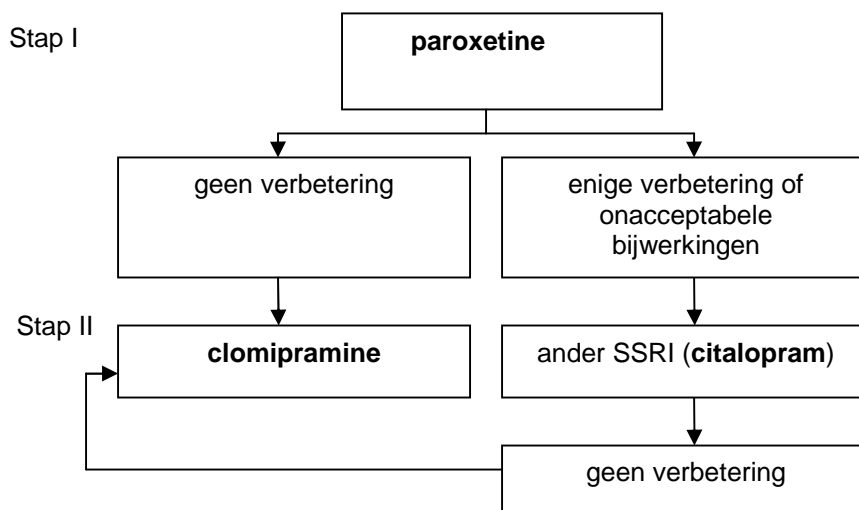 Stap I
paroxetine
geen verbetering
enige verbetering of
onacceptabele
bijwerkingen
Stap II
clomipramine
ander SSRI (citalopram)
geen verbetering